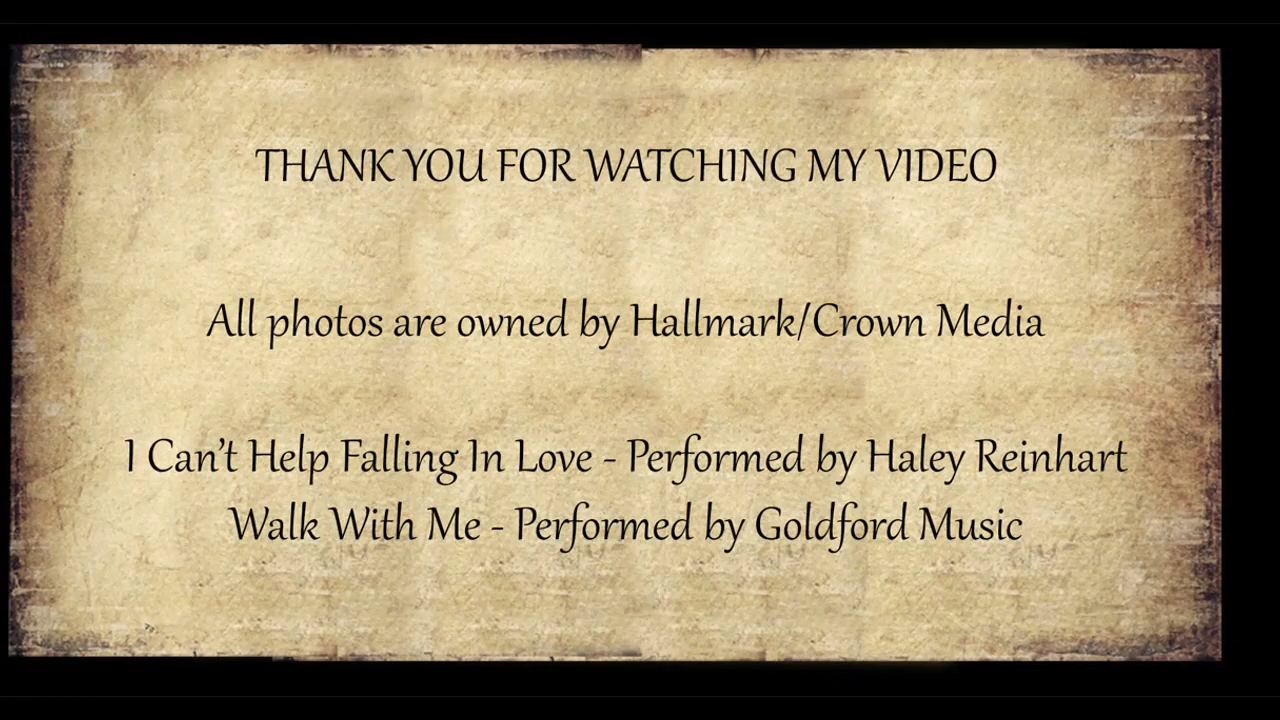 THANK YOU FOR WATCHING MY VIDEO
All photos are owned by Hallmark/Crown Media
I Can't Help Falling In Love - Performed by Haley Reinhart
Walk With Me - Performed by Goldford Music